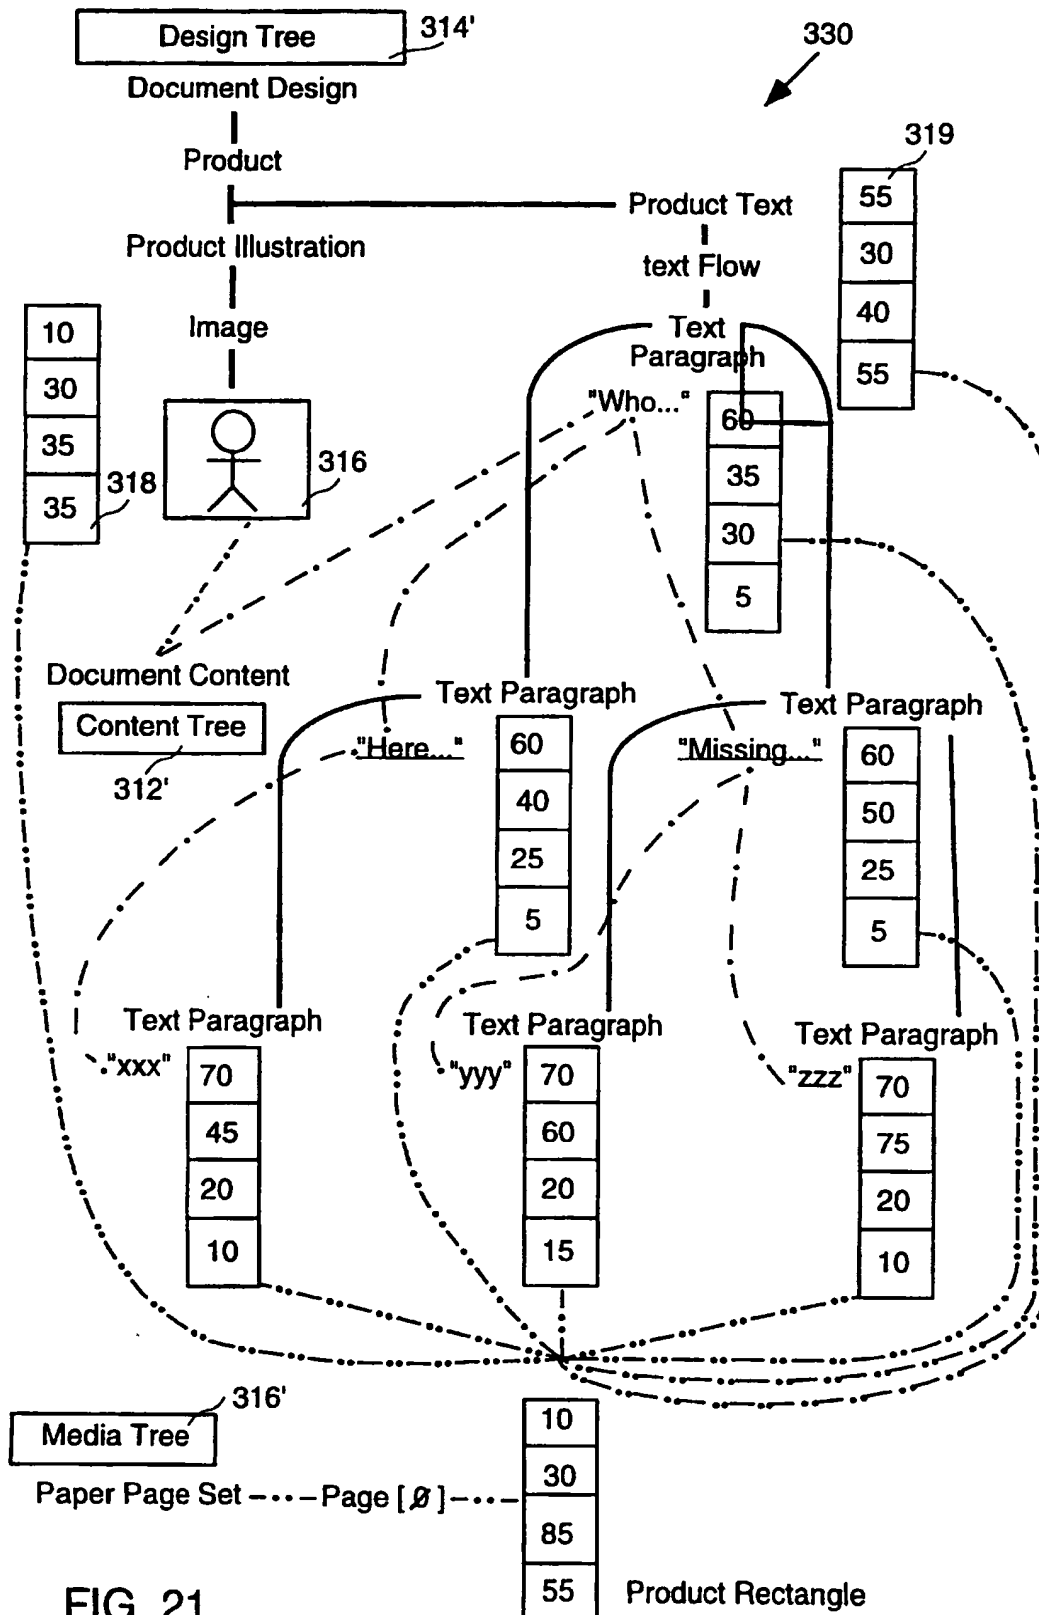 Design Tree
314'
330
Document Design
Product
319
Product Text
Product Illustration
text Flow
55
30
40
55
Image
Text
Paragraph
10
30
35
35
318
316
"Who..."
60
35
30
5
Document Content
Content Tree
312'
Text Paragraph
"Here..."
60
40
25
5
Text Paragraph
"Missing..."
60
50
25
5
Text Paragraph
"xxx"
70
45
20
10
Text Paragraph
"yyy"
70
60
20
15
Text Paragraph
"zzz"
70
75
20
10
316'
Media Tree
Paper Page Set
Page [Ø]
10
30
85
55
Product Rectangle
FIG. 21